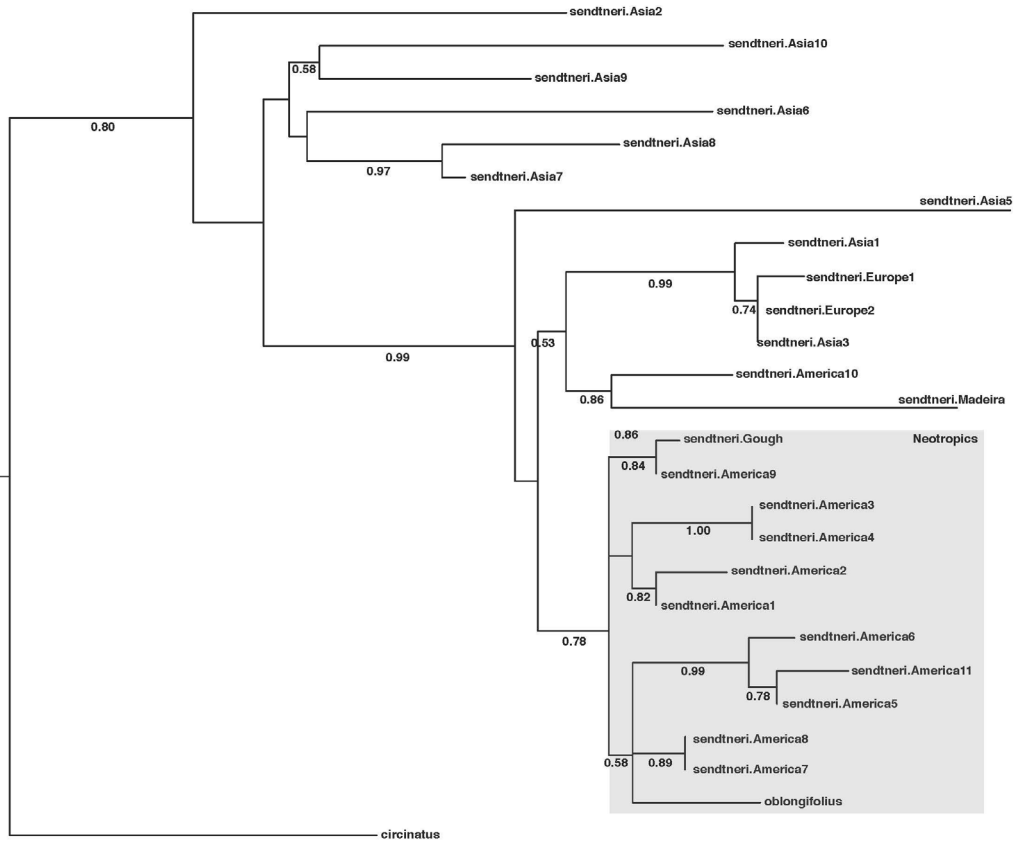 sendtneri.Asia2
sendtneri.Asia10
0.58
sendtneri.Asia9
sendtneri.Asia6
0.80
sendtneri.Asia8
0.97
sendtneri.Asia7
sendtneri.Asia5
sendtneri.Asia1
sendtneri.Europe1
0.99
0.74
sendtneri.Europe2
0.53
sendtneri.Asia3
0.99
sendtneri.America10
0.86
sendtneri.Madeira
0.86
sendtneri.Gough
Neotropics
0.84
sendtneri.America9
sendtneri.America3
1.00
sendtneri.America4
sendtneri.America2
0.82
sendtneri.America1
0.78
sendtneri.America6
0.99
sendtneri.America11
0.78
sendtneri.America5
sendtneri.America8
0.58
0.89
sendtneri.America7
oblongifolius
circinatus